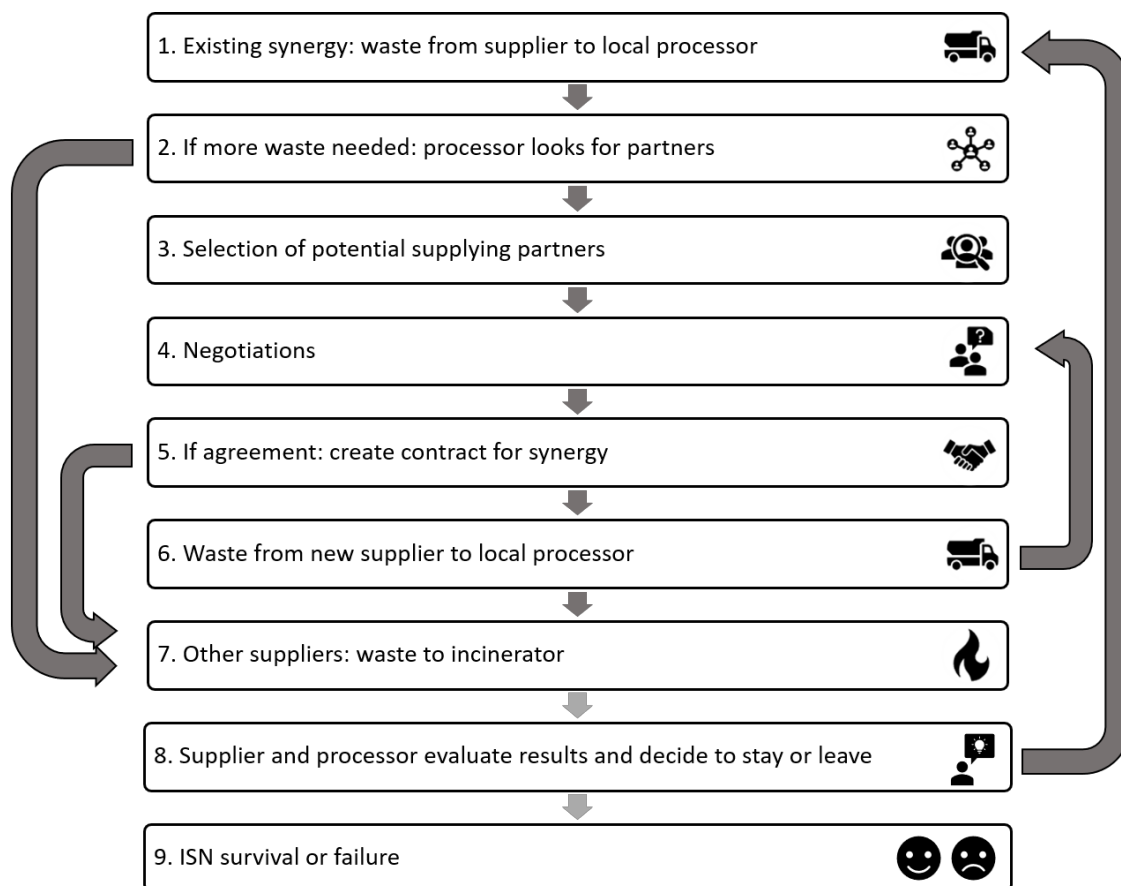 1. Existing synergy: waste from supplier to local processor
2. If more waste needed: processor looks for partners
3. Selection of potential supplying partners
4. Negotiations
?
5. If agreement: create contract for synergy
6. Waste from new supplier to local processor
7. Other suppliers: waste to incinerator
8. Supplier and processor evaluate results and decide to stay or leave
9. ISN survival or failure